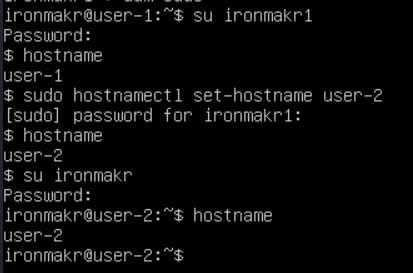 ironmakr@user-1:~$ su ironmakr1
Password:
$ hostname
user-1
$ sudo hostnamectl set-hostname user-2
[sudo] password for ironmakr1:
$ hostname
user-2
$ su ironmakr
Password:
ironmakr@user-2:~$ hostname
user-2
ironmakr@user-2:~$